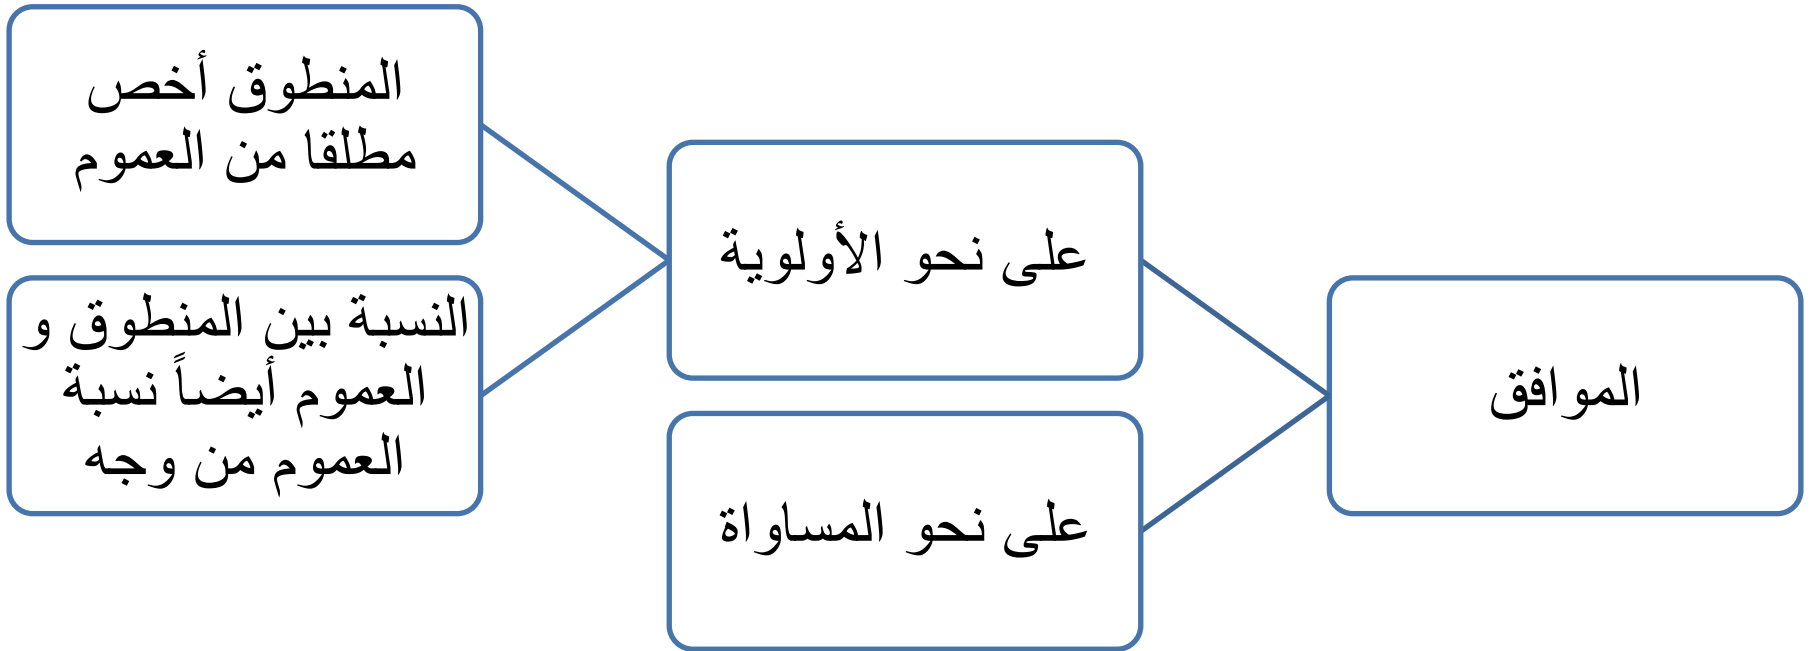 الموافق
على نحو الأولوية
المنطوق أخص
مطلقا من العموم
النسبة بين المنطوق و
العموم أيضاً نسبة
العموم من وجه
على نحو المساواة